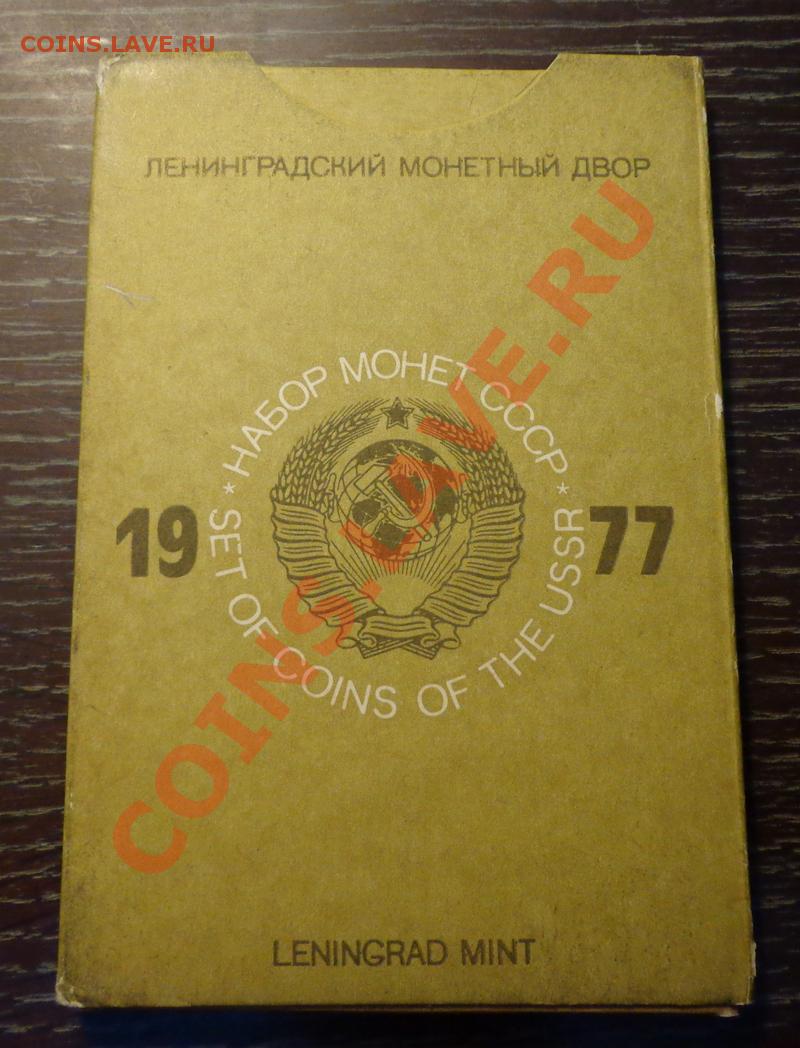 COINS.LAVE.RU
ЛЕНИНГРАДСКИЙ МОНЕТНЫЙ ДВОР
* НАБОР МОНЕТ СССР *
19 77
SET OF COINS OF THE USSR
COINS.LAVE.RU
LENINGRAD MINT